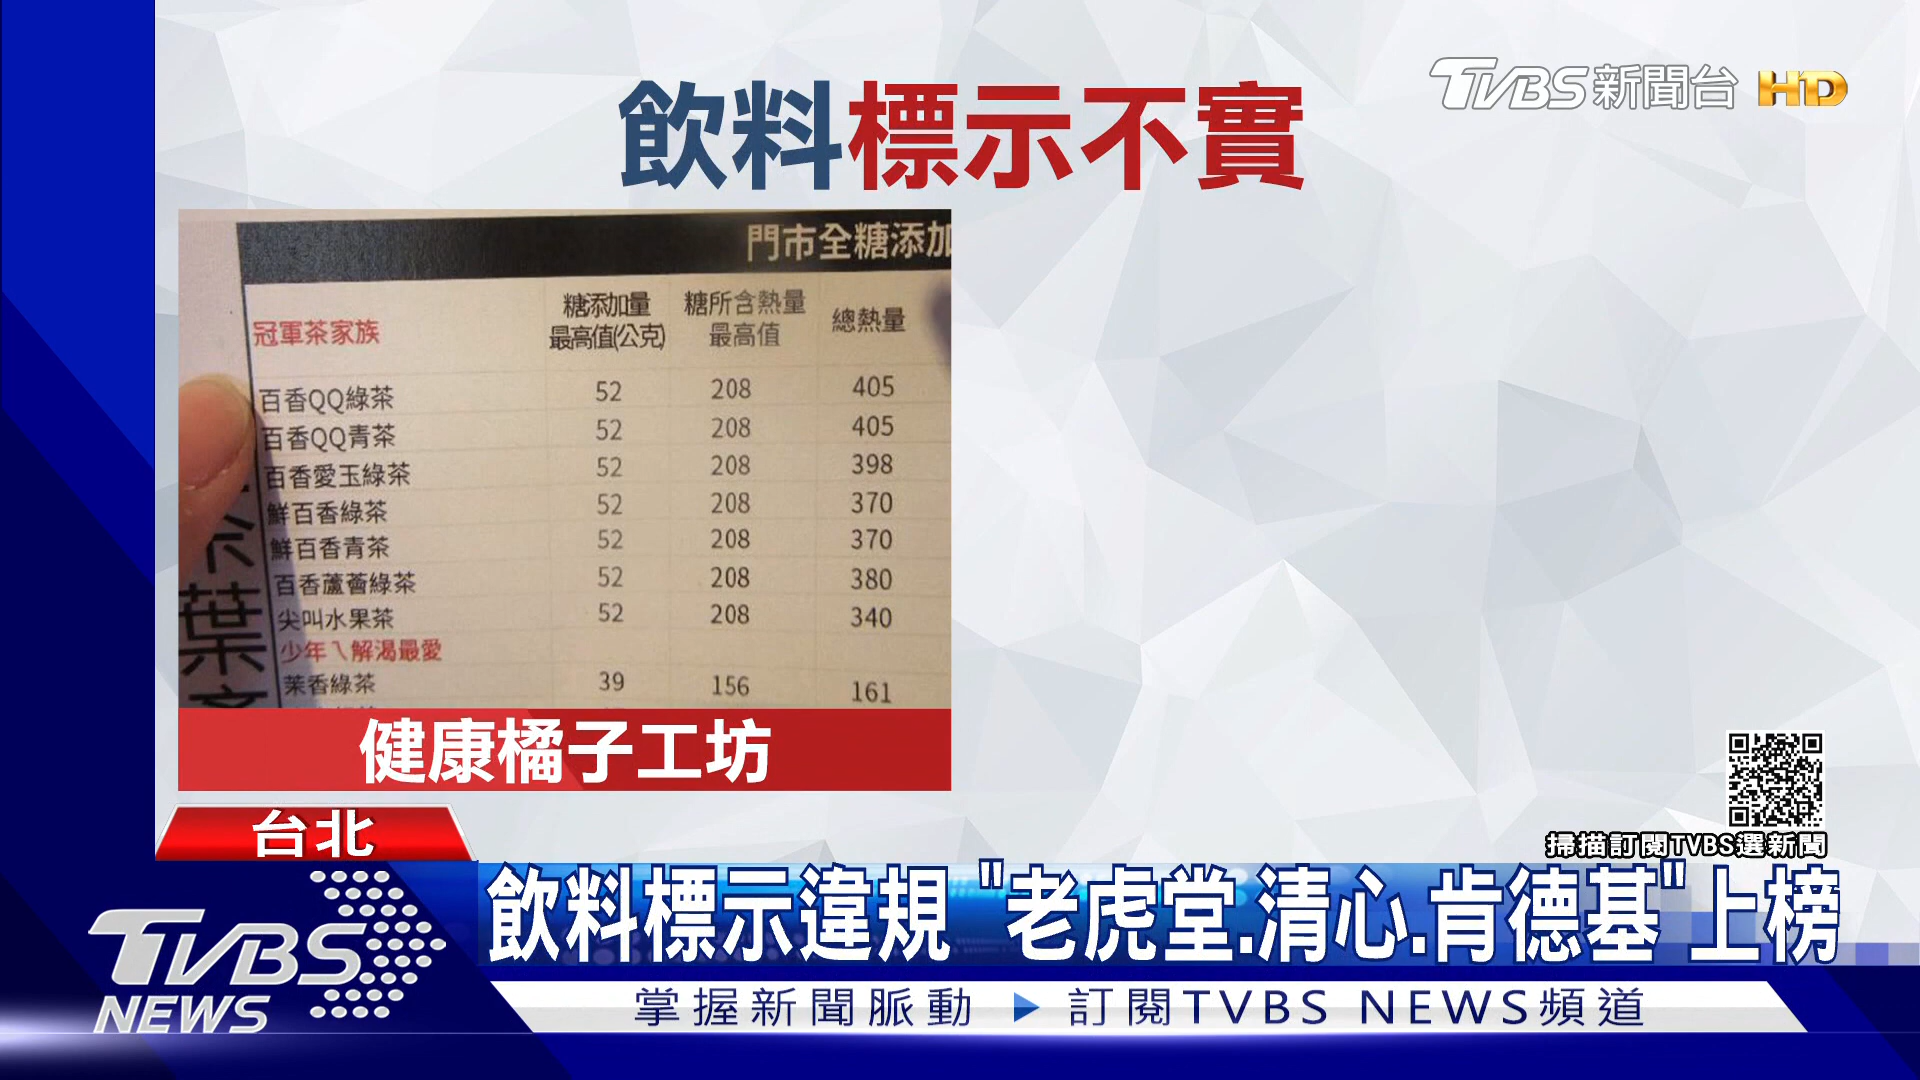 飲料標示不實
TVBS新聞台 HD
門市全糖添加
冠軍茶家族 糖添加量最高值(公克) 糖所含熱量最高值 總熱量
百香QQ綠茶 52 208 405
百香QQ青茶 52 208 405
百香愛玉綠茶 52 208 398
鮮百香綠茶 52 208 370
鮮百香青茶 52 208 370
百香蘆薈綠茶 52 208 380
尖叫水果茶 52 208 340
少年ㄟ解渴最愛
茉香綠茶 39 156 161
葉
健康橘子工坊
台北
掃描訂閱TVBS選新聞
飲料標示違規 "老虎堂.清心.肯德基"上榜
TVBS NEWS
掌握新聞脈動 ▶ 訂閱TVBS NEWS頻道